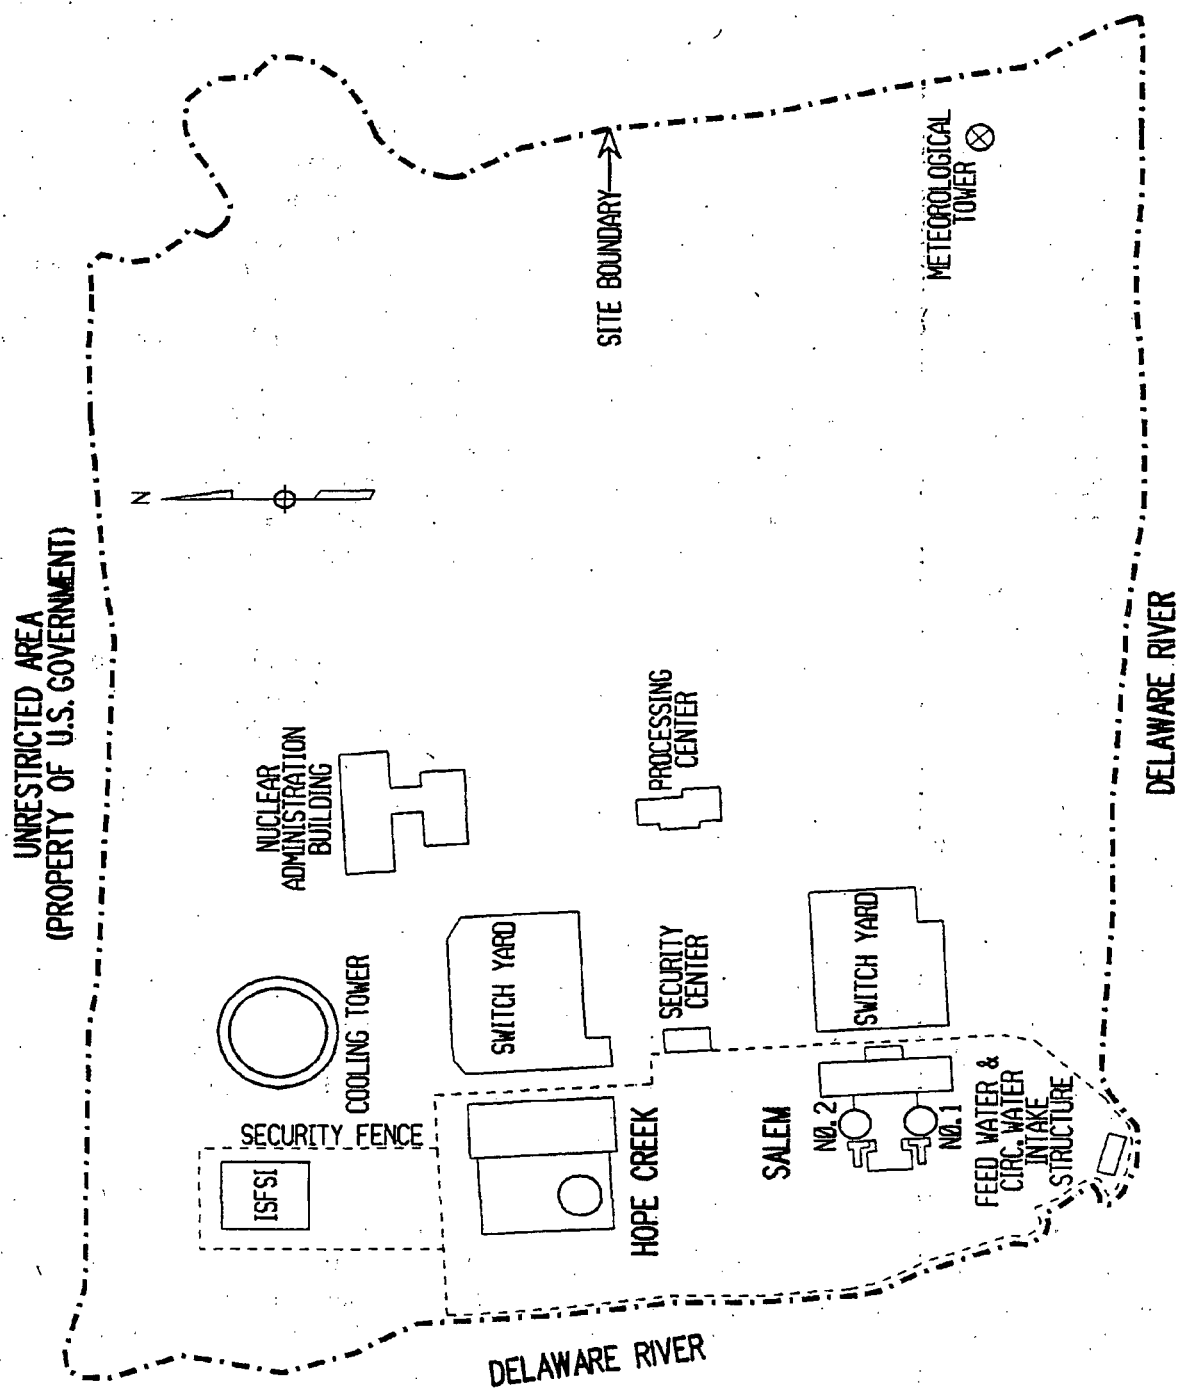 UNRESTRICTED AREA
(PROPERTY OF U.S. GOVERNMENT)
N
SITE BOUNDARY
METEOROLOGICAL
TOWER
NUCLEAR
ADMINISTRATION
BUILDING
PROCESSING
CENTER
COOLING TOWER
SWITCH YARD
SECURITY
CENTER
SWITCH YARD
SECURITY FENCE
ISFSI
HOPE CREEK
SALEM
NØ.2
NØ.1
FEED WATER &
CIRC. WATER
INTAKE
STRUCTURE
DELAWARE RIVER
DELAWARE RIVER